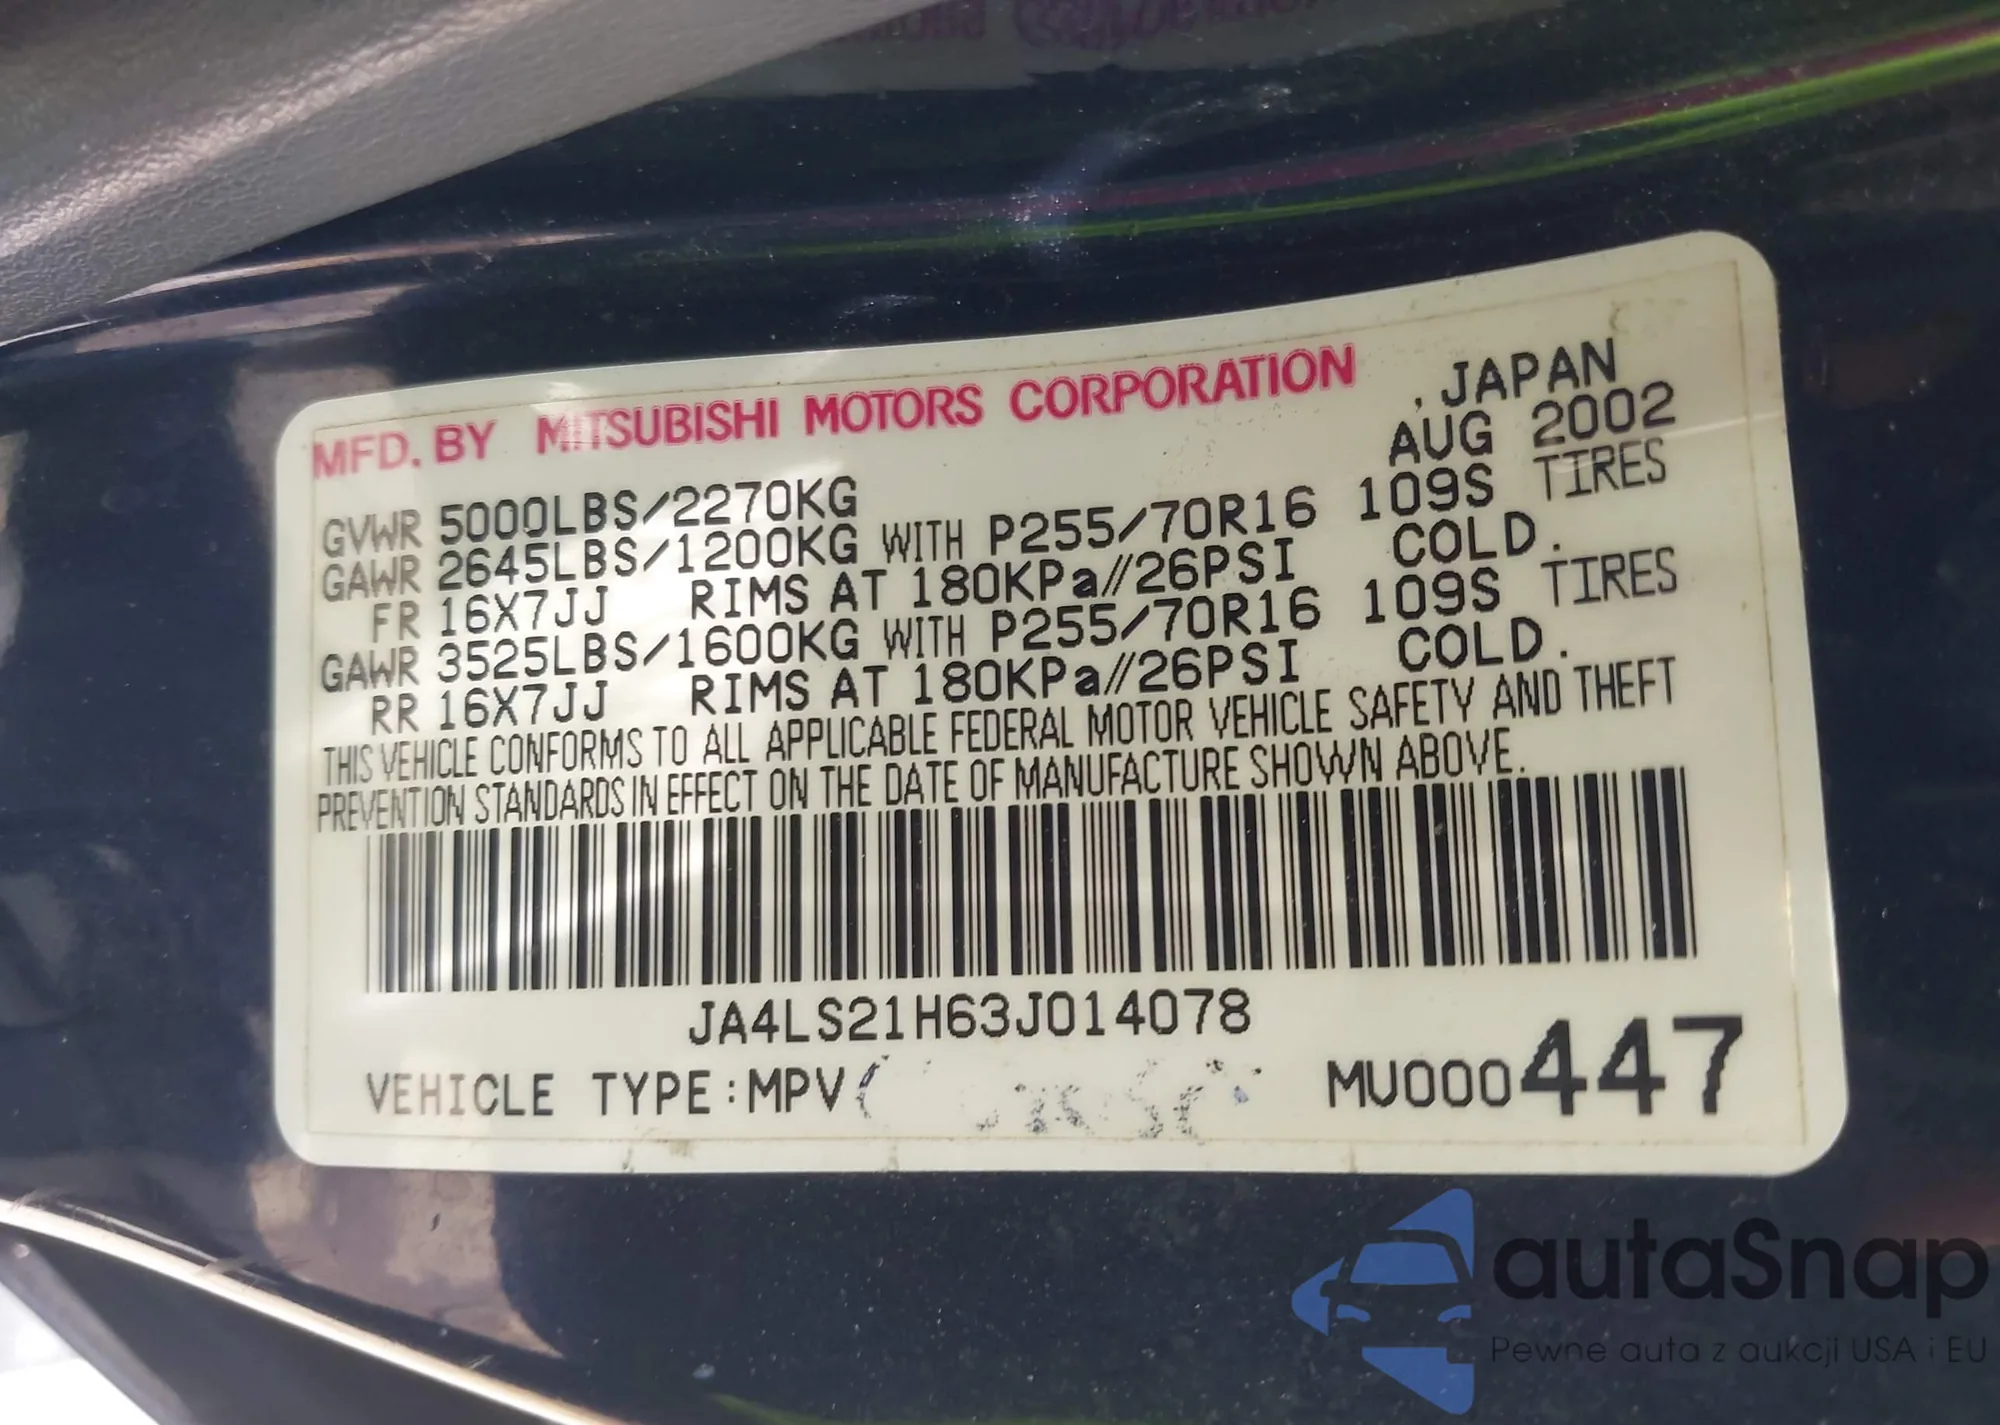 MFD. BY MITSUBISHI MOTORS CORPORATION , JAPAN
AUG 2002
GVWR 5000LBS/2270KG
GAWR 2645LBS/1200KG WITH P255/70R16 109S TIRES
FR 16X7JJ RIMS AT 180KPa//26PSI COLD.
GAWR 3525LBS/1600KG WITH P255/70R16 109S TIRES
RR 16X7JJ RIMS AT 180KPa//26PSI COLD.
THIS VEHICLE CONFORMS TO ALL APPLICABLE FEDERAL MOTOR VEHICLE SAFETY AND THEFT
PREVENTION STANDARDS IN EFFECT ON THE DATE OF MANUFACTURE SHOWN ABOVE.
JA4LS21H63J014078
VEHICLE TYPE:MPV MU000447
autaSnap
Pewne auta z aukcji USA i EU